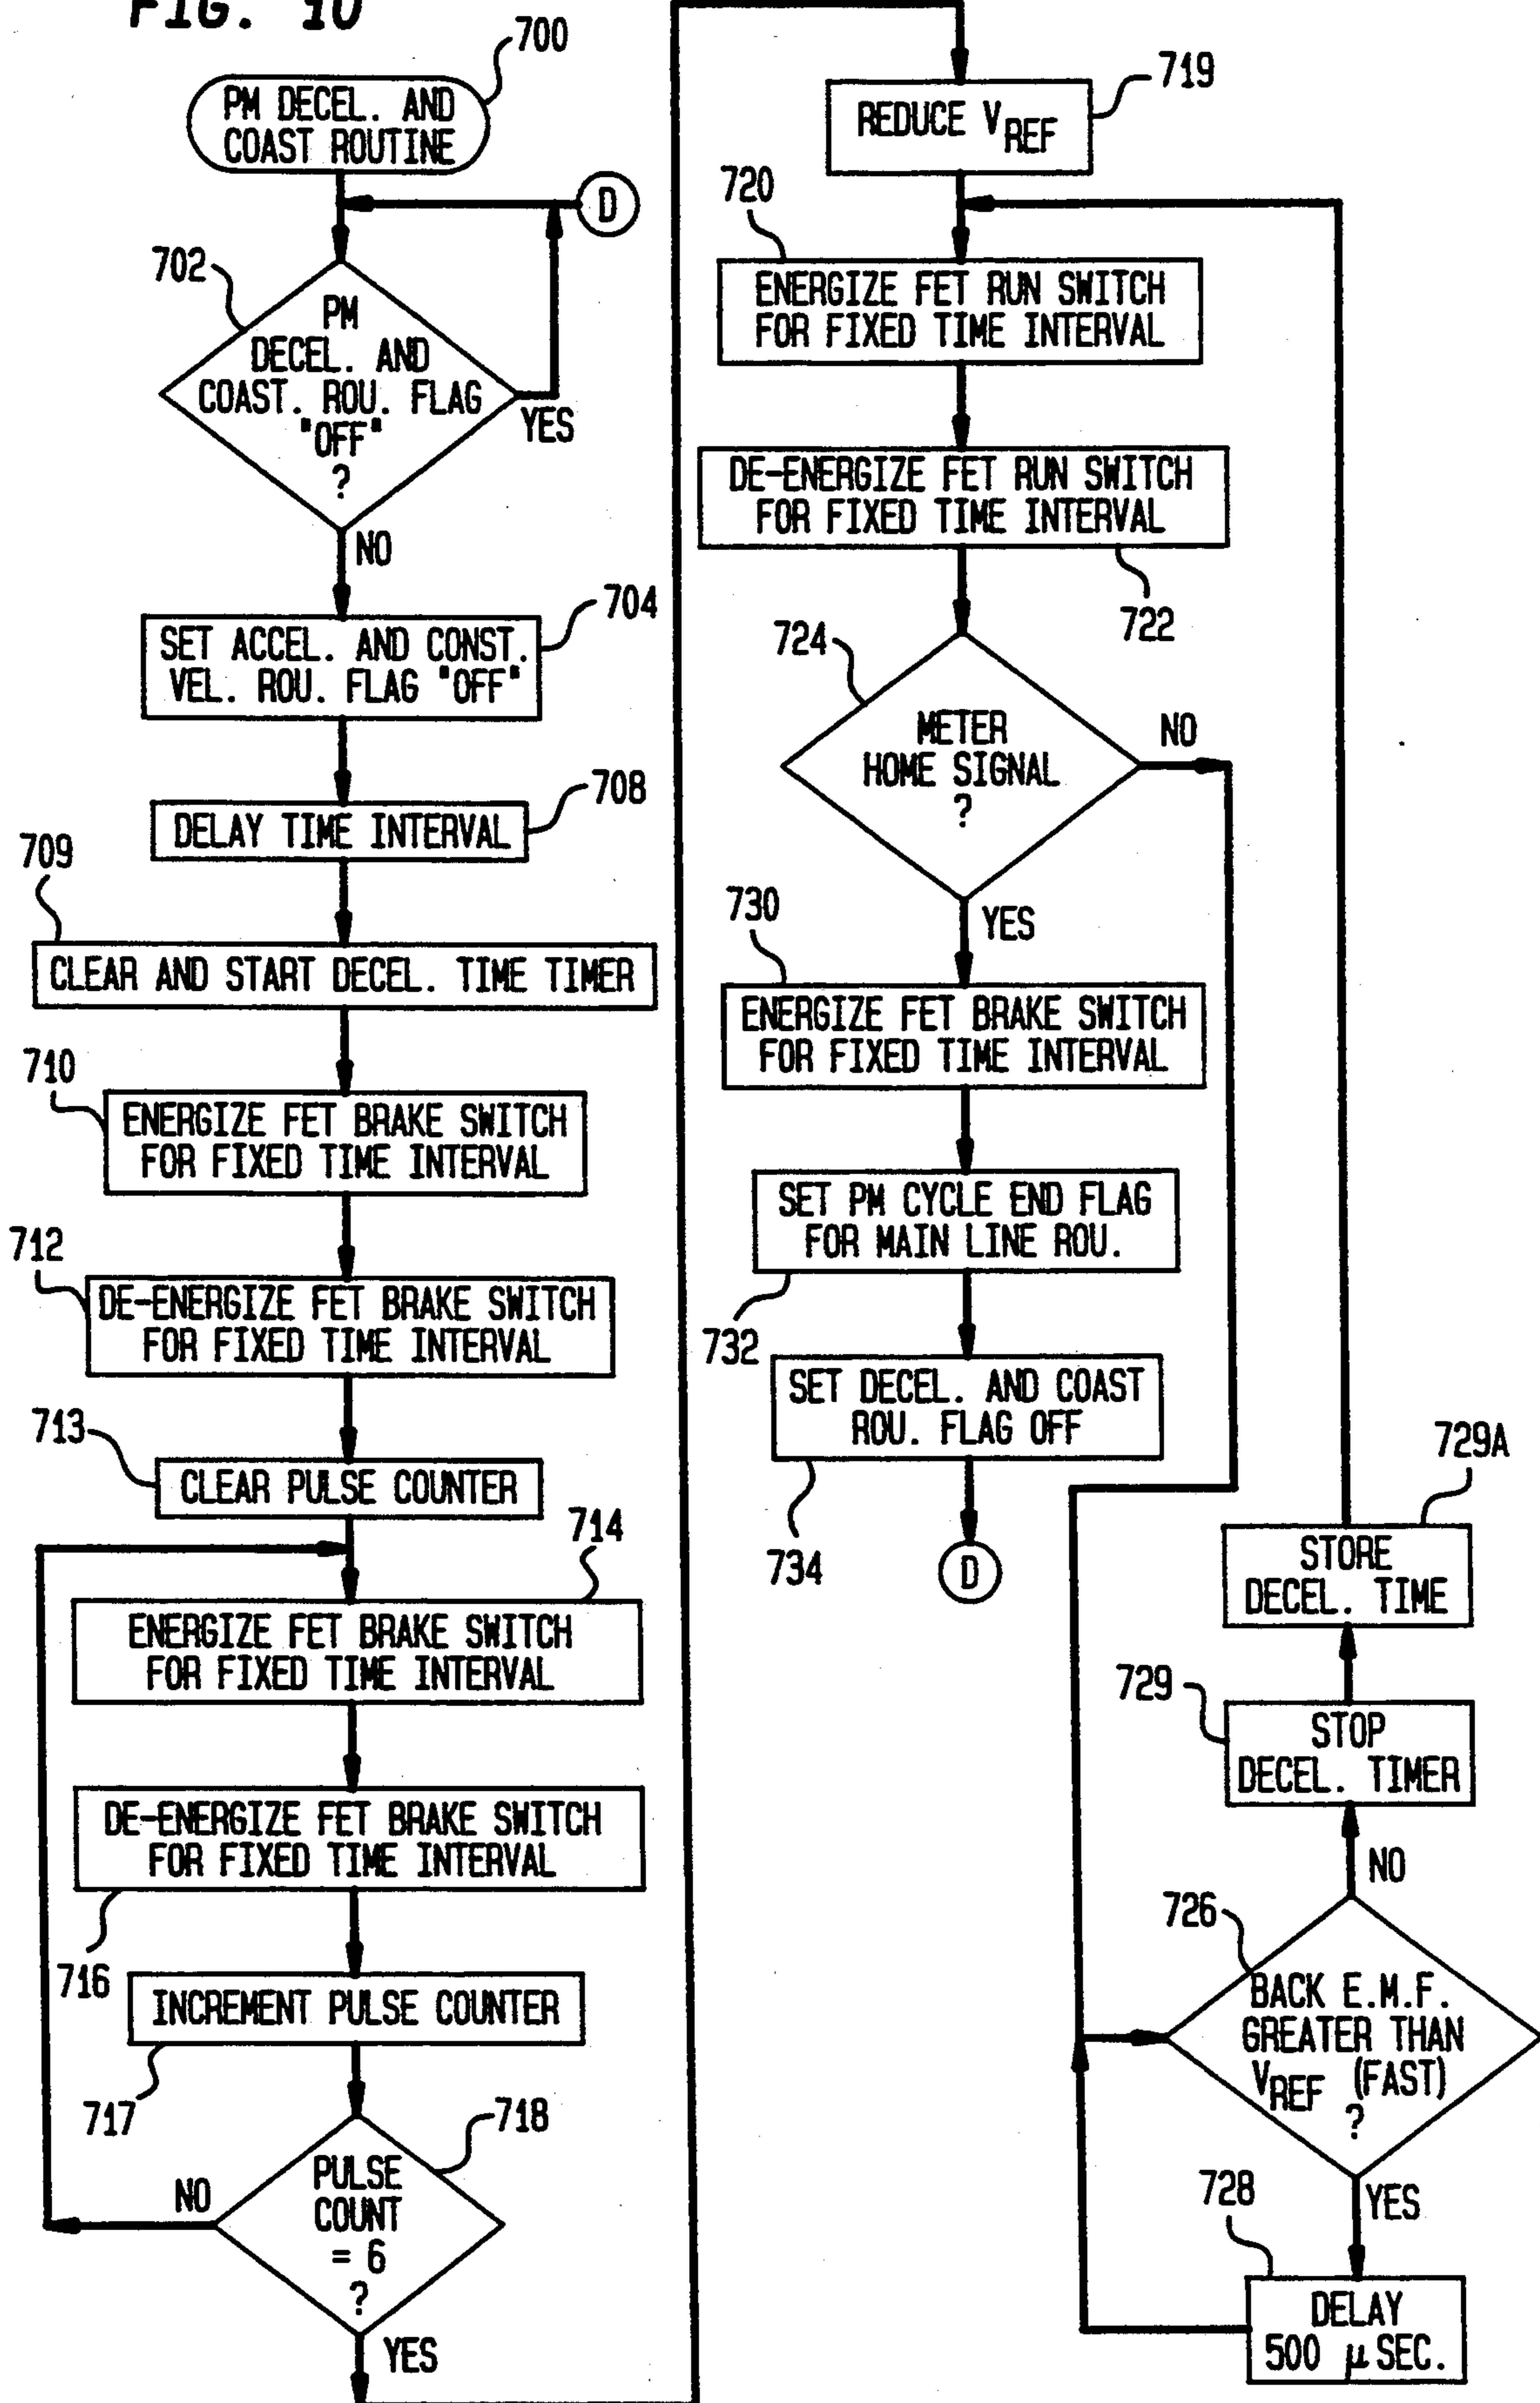 FIG. 10
700
PM DECEL. AND
COAST ROUTINE
D
702
PM
DECEL. AND
COAST. ROU. FLAG
"OFF"
?
YES
NO
704
SET ACCEL. AND CONST.
VEL. ROU. FLAG "OFF"
708
DELAY TIME INTERVAL
709
CLEAR AND START DECEL. TIME TIMER
710
ENERGIZE FET BRAKE SWITCH
FOR FIXED TIME INTERVAL
712
DE-ENERGIZE FET BRAKE SWITCH
FOR FIXED TIME INTERVAL
713
CLEAR PULSE COUNTER
714
ENERGIZE FET BRAKE SWITCH
FOR FIXED TIME INTERVAL
DE-ENERGIZE FET BRAKE SWITCH
FOR FIXED TIME INTERVAL
716
INCREMENT PULSE COUNTER
717
718
PULSE
COUNT
= 6
?
NO
YES
719
REDUCE VREF
720
ENERGIZE FET RUN SWITCH
FOR FIXED TIME INTERVAL
DE-ENERGIZE FET RUN SWITCH
FOR FIXED TIME INTERVAL
722
724
METER
HOME SIGNAL
?
NO
YES
730
ENERGIZE FET BRAKE SWITCH
FOR FIXED TIME INTERVAL
SET PM CYCLE END FLAG
FOR MAIN LINE ROU.
732
SET DECEL. AND COAST
ROU. FLAG OFF
734
D
729A
STORE
DECEL. TIME
729
STOP
DECEL. TIMER
NO
726
BACK E.M.F.
GREATER THAN
VREF (FAST)
?
YES
728
DELAY
500 μSEC.